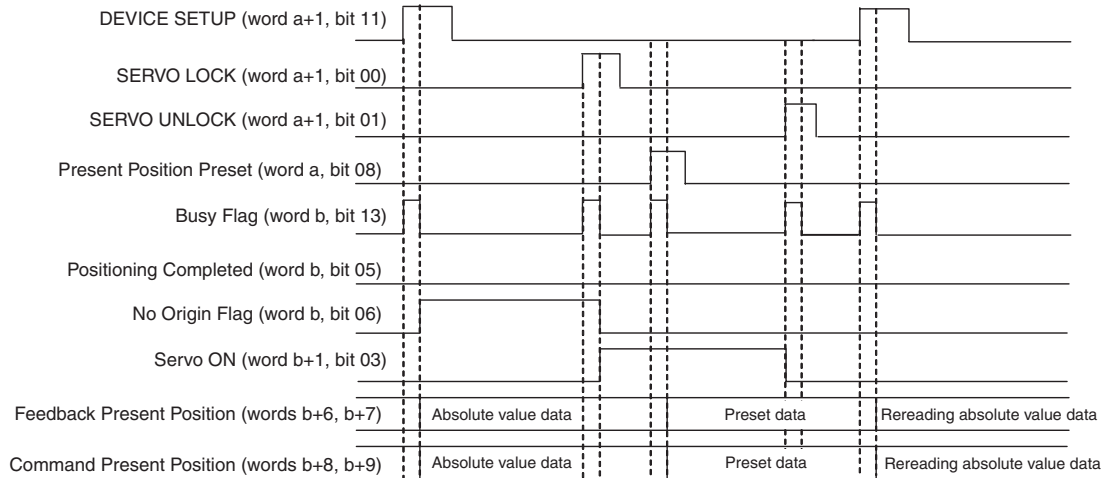 DEVICE SETUP (word a+1, bit 11)
SERVO LOCK (word a+1, bit 00)
SERVO UNLOCK (word a+1, bit 01)
Present Position Preset (word a, bit 08)
Busy Flag (word b, bit 13)
Positioning Completed (word b, bit 05)
No Origin Flag (word b, bit 06)
Servo ON (word b+1, bit 03)
Feedback Present Position (words b+6, b+7) Absolute value data Preset data Rereading absolute value data
Command Present Position (words b+8, b+9) Absolute value data Preset data Rereading absolute value data